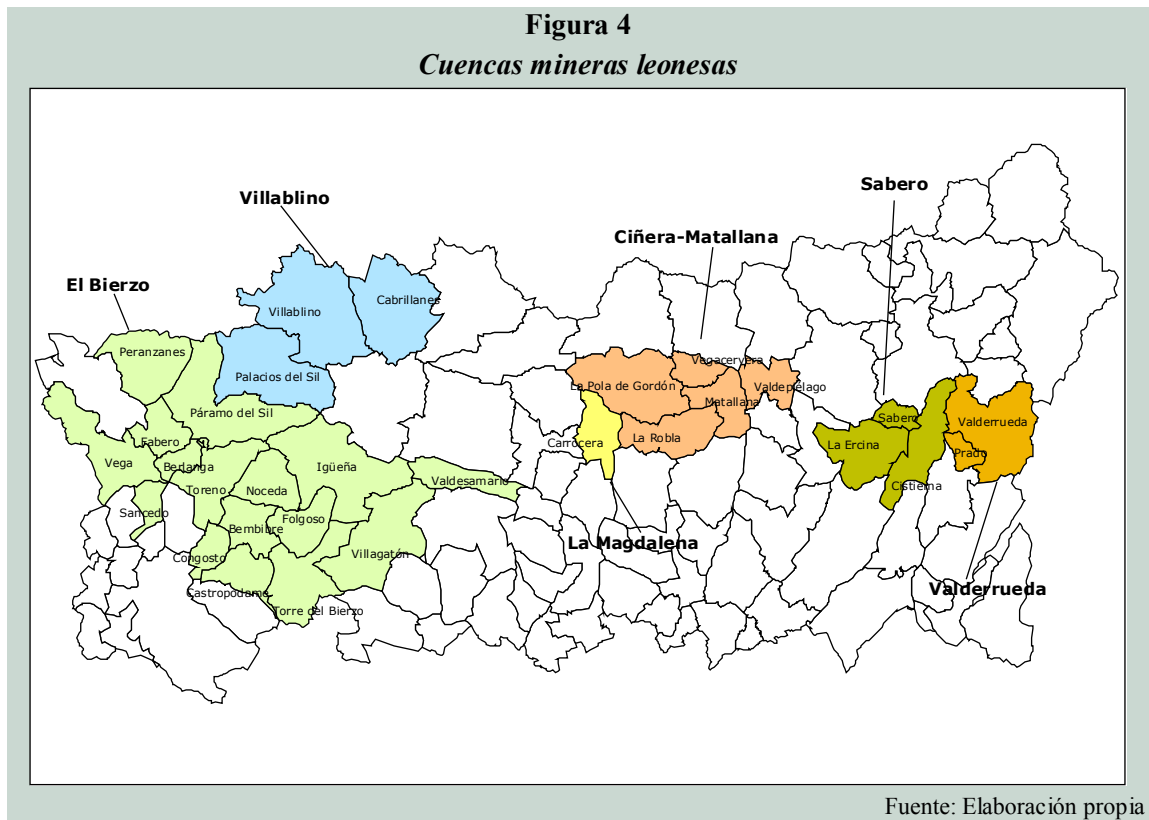 Figura 4
Cuencas mineras leonesas
Villablino
Sabero
Ciñera-Matallana
El Bierzo
Cabrillanes
Villablino
Peranzanes
Vegacervera
Palacios del Sil
La Pola de Gordón
Valdepiélago
Matallana
Páramo del Sil
Sabero
Valderrueda
La Robla
Carrocera
La Ercina
Fabero
Prado
Vega
Berlanga
Igüeña
Valdesamario
Cistierna
Toreno
Noceda
Sancedo
Folgoso
Bembibre
La Magdalena
Villagatón
Congosto
Valderrueda
Castropodame
Torre del Bierzo
Fuente: Elaboración propia